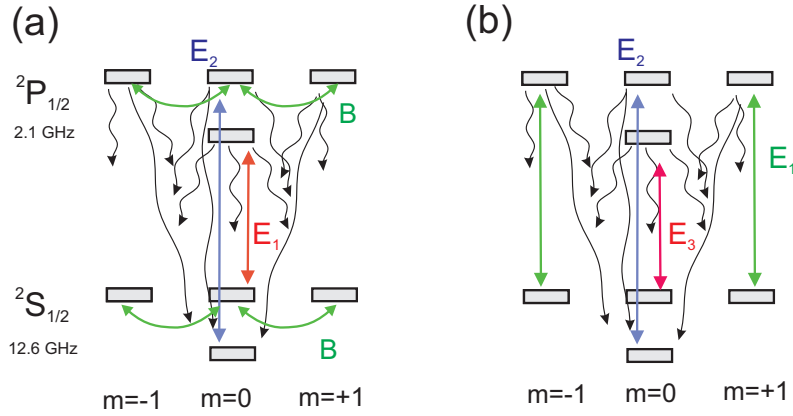 (a)
E2
2P1/2
B
2.1 GHz
E1
2S1/2
B
12.6 GHz
m=-1 m=0 m=+1
(b)
E2
E1
E3
m=-1 m=0 m=+1